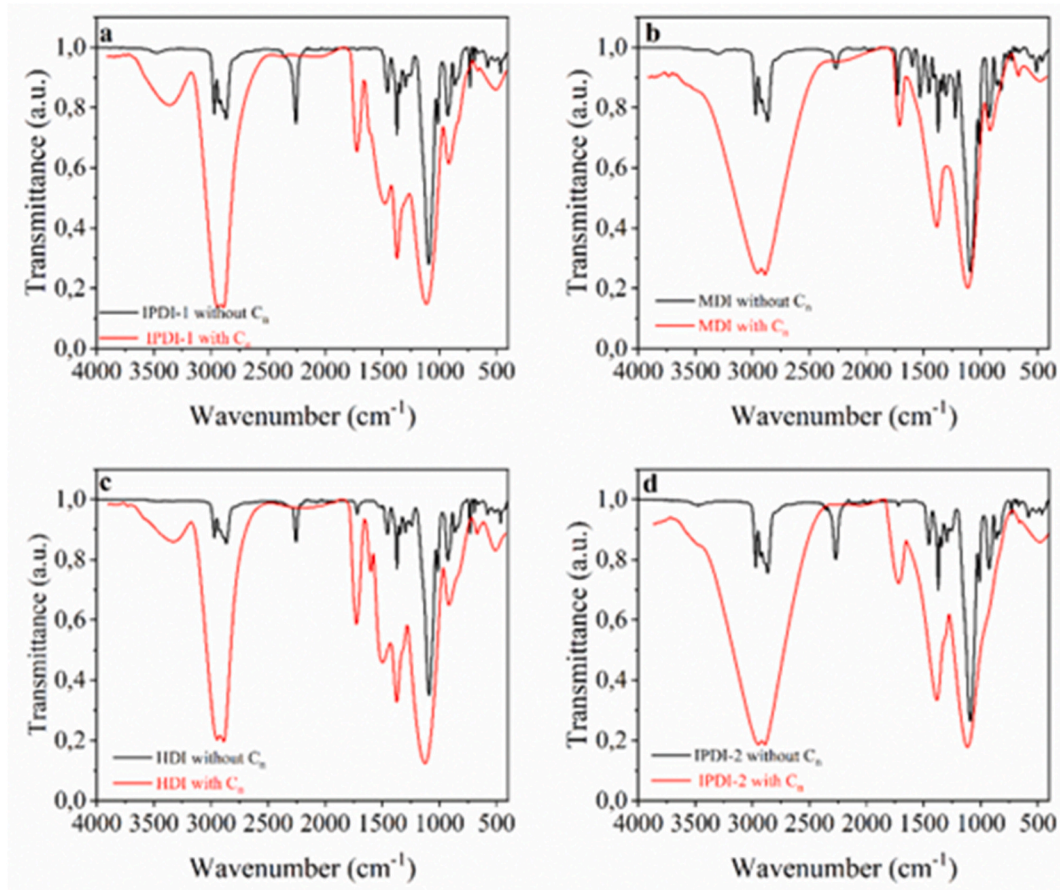 a
1,0
0,8
0,6
0,4
0,2
0,0
Transmittance (a.u.)
IPDI-1 without Cn
IPDI-1 with Cn
4000 3500 3000 2500 2000 1500 1000 500
Wavenumber (cm-1)
b
1,0
0,8
0,6
0,4
0,2
0,0
Transmittance (a.u.)
MDI without Cn
MDI with Cn
4000 3500 3000 2500 2000 1500 1000 500
Wavenumber (cm-1)
c
1,0
0,8
0,6
0,4
0,2
0,0
Transmittance (a.u.)
HDI without Cn
HDI with Cn
4000 3500 3000 2500 2000 1500 1000 500
Wavenumber (cm-1)
d
1,0
0,8
0,6
0,4
0,2
0,0
Transmittance (a.u.)
IPDI-2 without Cn
IPDI-2 with Cn
4000 3500 3000 2500 2000 1500 1000 500
Wavenumber (cm-1)